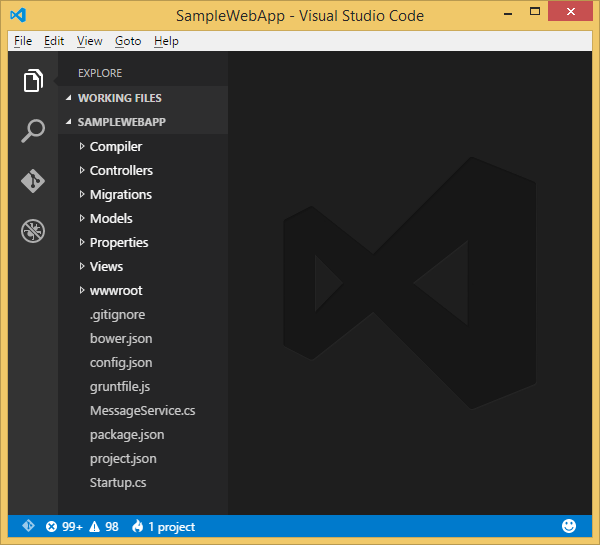 SampleWebApp - Visual Studio Code
File Edit View Goto Help
EXPLORE
WORKING FILES
SAMPLEWEBAPP
Compiler
Controllers
Migrations
Models
Properties
Views
wwwroot
.gitignore
bower.json
config.json
gruntfile.js
MessageService.cs
package.json
project.json
Startup.cs
99+ 98 1 project